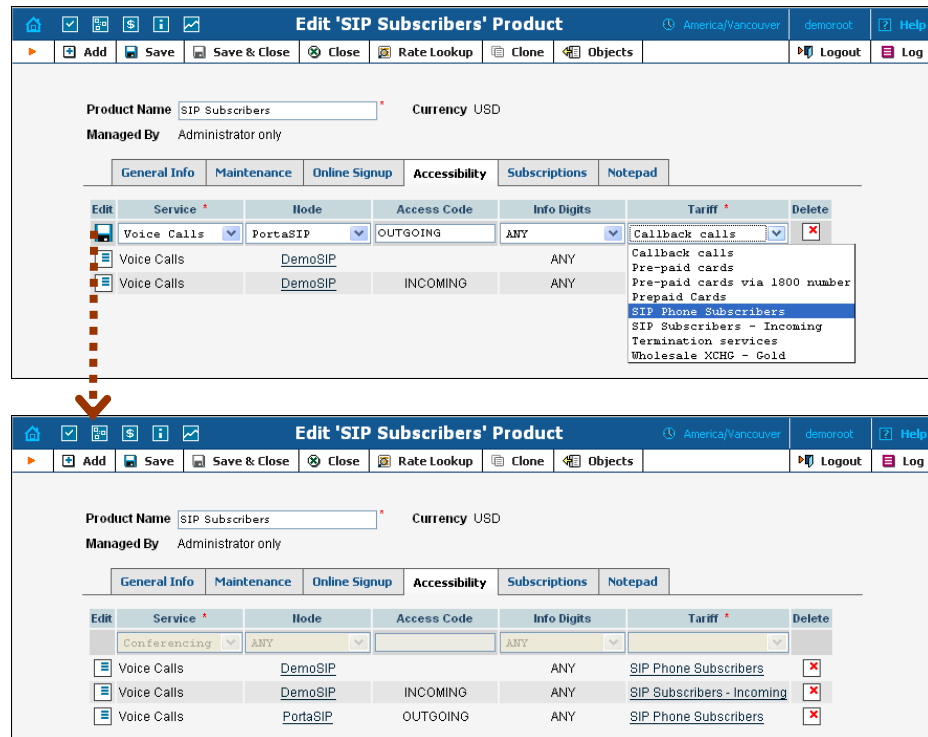 Edit 'SIP Subscribers' Product America/Vancouver demoroot ? Help
Add Save Save & Close Close Rate Lookup Clone Objects Logout Log
Product Name SIP Subscribers * Currency USD
Managed By Administrator only
General Info Maintenance Online Signup Accessibility Subscriptions Notepad
Edit Service * Node Access Code Info Digits Tariff * Delete
Voice Calls PortaSIP OUTGOING ANY Callback calls
Voice Calls DemoSIP ANY
Voice Calls DemoSIP INCOMING ANY
Callback calls
Pre-paid cards
Pre-paid cards via 1800 number
Prepaid Cards
SIP Phone Subscribers
SIP Subscribers - Incoming
Termination services
Wholesale XCHG - Gold
Edit 'SIP Subscribers' Product America/Vancouver demoroot ? Help
Add Save Save & Close Close Rate Lookup Clone Objects Logout Log
Product Name SIP Subscribers * Currency USD
Managed By Administrator only
General Info Maintenance Online Signup Accessibility Subscriptions Notepad
Edit Service * Node Access Code Info Digits Tariff * Delete
Conferencing ANY ANY
Voice Calls DemoSIP ANY SIP Phone Subscribers
Voice Calls DemoSIP INCOMING ANY SIP Subscribers - Incoming
Voice Calls PortaSIP OUTGOING ANY SIP Phone Subscribers